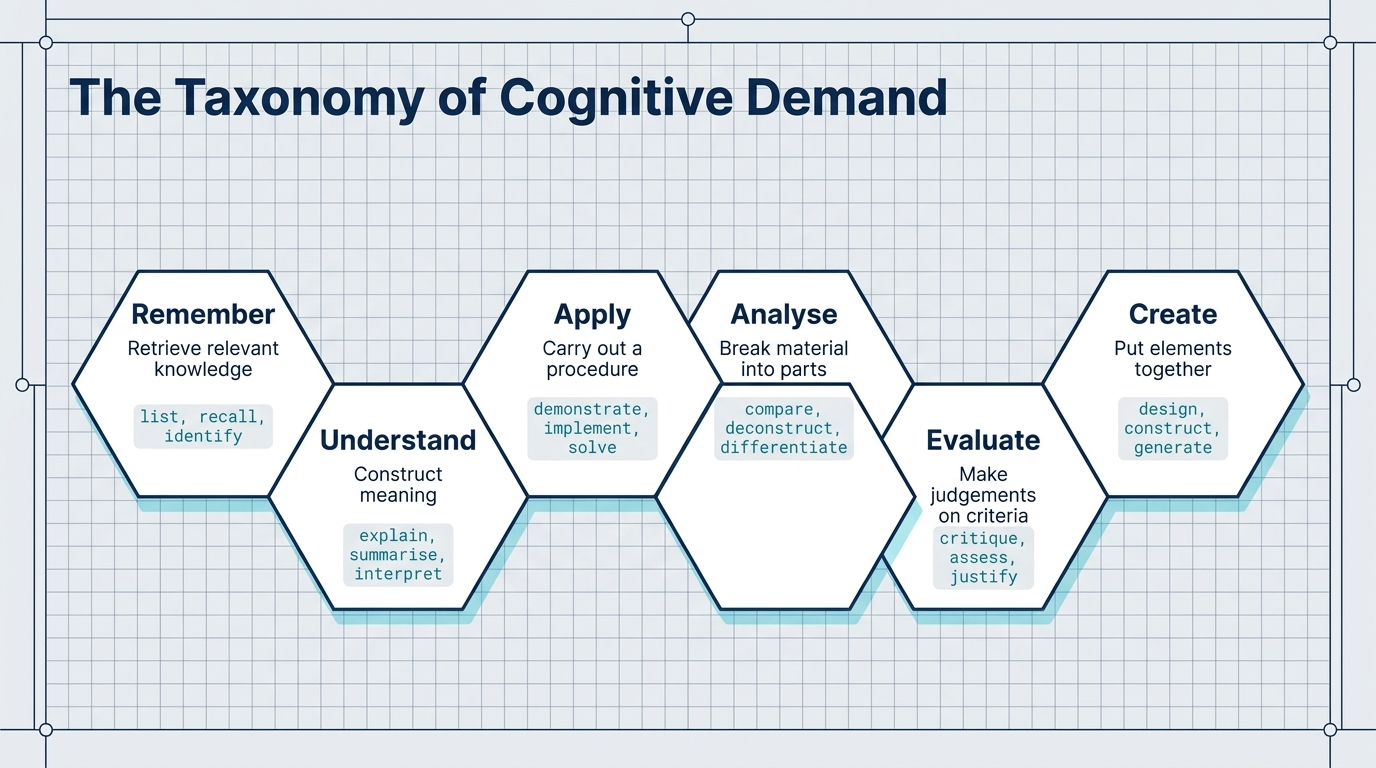 The Taxonomy of Cognitive Demand
Remember
Retrieve relevant
knowledge
list, recall,
identify
Understand
Construct
meaning
explain,
summarise,
interpret
Apply
Carry out a
procedure
demonstrate,
implement,
solve
Analyse
Break material
into parts
compare,
deconstruct,
differentiate
Evaluate
Make
judgements
on criteria
critique,
assess,
justify
Create
Put elements
together
design,
construct,
generate